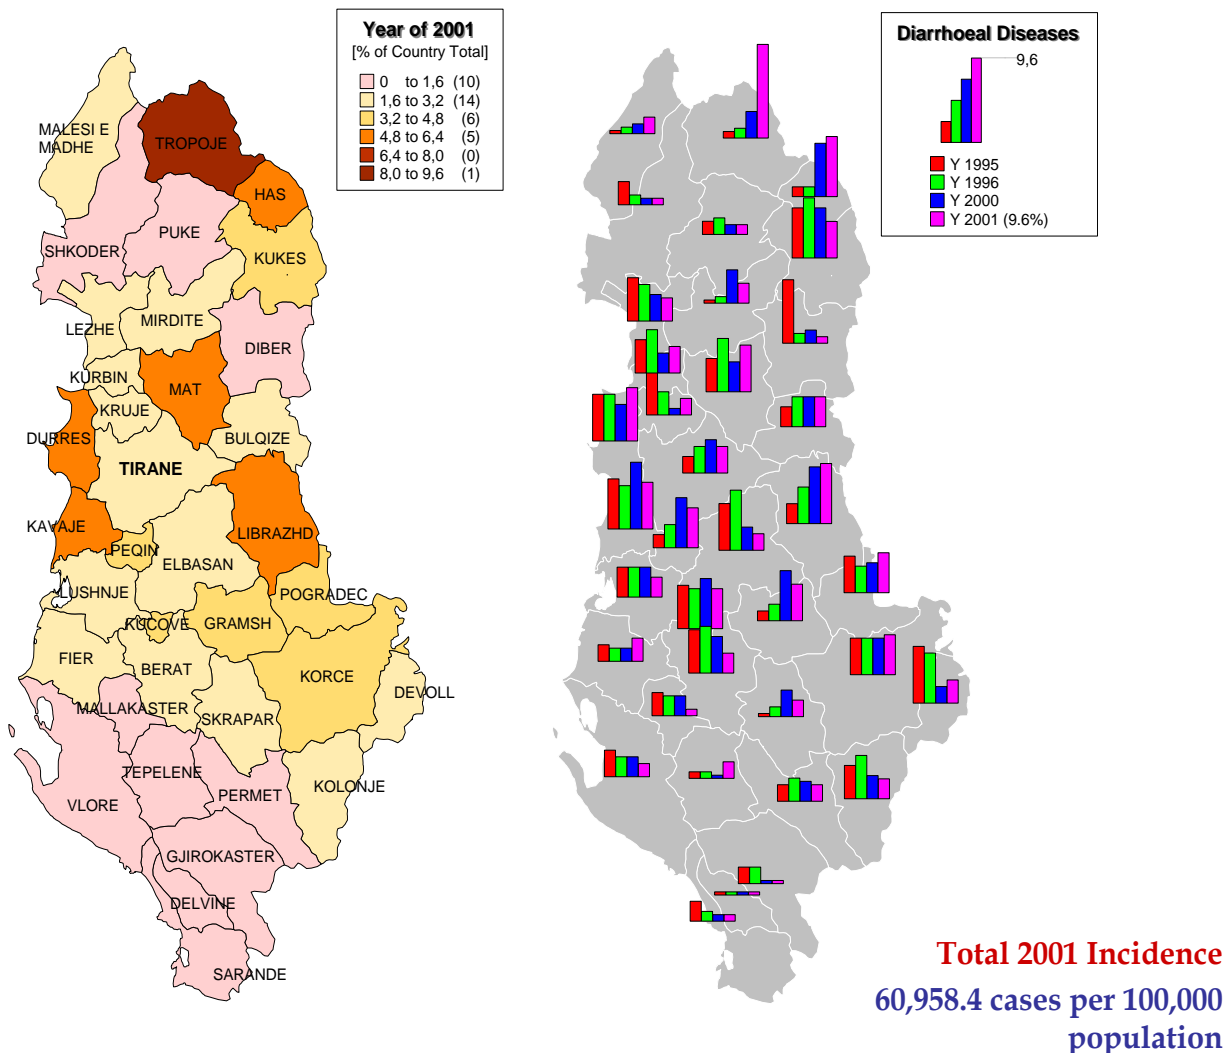 Year of 2001
[% of Country Total]
0 to 1,6 (10)
1,6 to 3,2 (14)
3,2 to 4,8 (6)
4,8 to 6,4 (5)
6,4 to 8,0 (0)
8,0 to 9,6 (1)
MALESI E
MADHE
TROPOJE
HAS
PUKE
SHKODER
KUKES
LEZHE
MIRDITE
DIBER
KURBIN
MAT
KRUJE
DURRES
BULQIZE
TIRANE
KAVAJE
LIBRAZHD
PEQIN
ELBASAN
LUSHNJE
POGRADEC
KUCOVE
GRAMSH
FIER
BERAT
KORCE
DEVOLL
MALLAKASTER
SKRAPAR
TEPELENE
KOLONJE
PERMET
VLORE
GJIROKASTER
DELVINE
SARANDE
Diarrhoeal Diseases
9,6
Y 1995
Y 1996
Y 2000
Y 2001 (9.6%)
Total 2001 Incidence
60,958.4 cases per 100,000
population